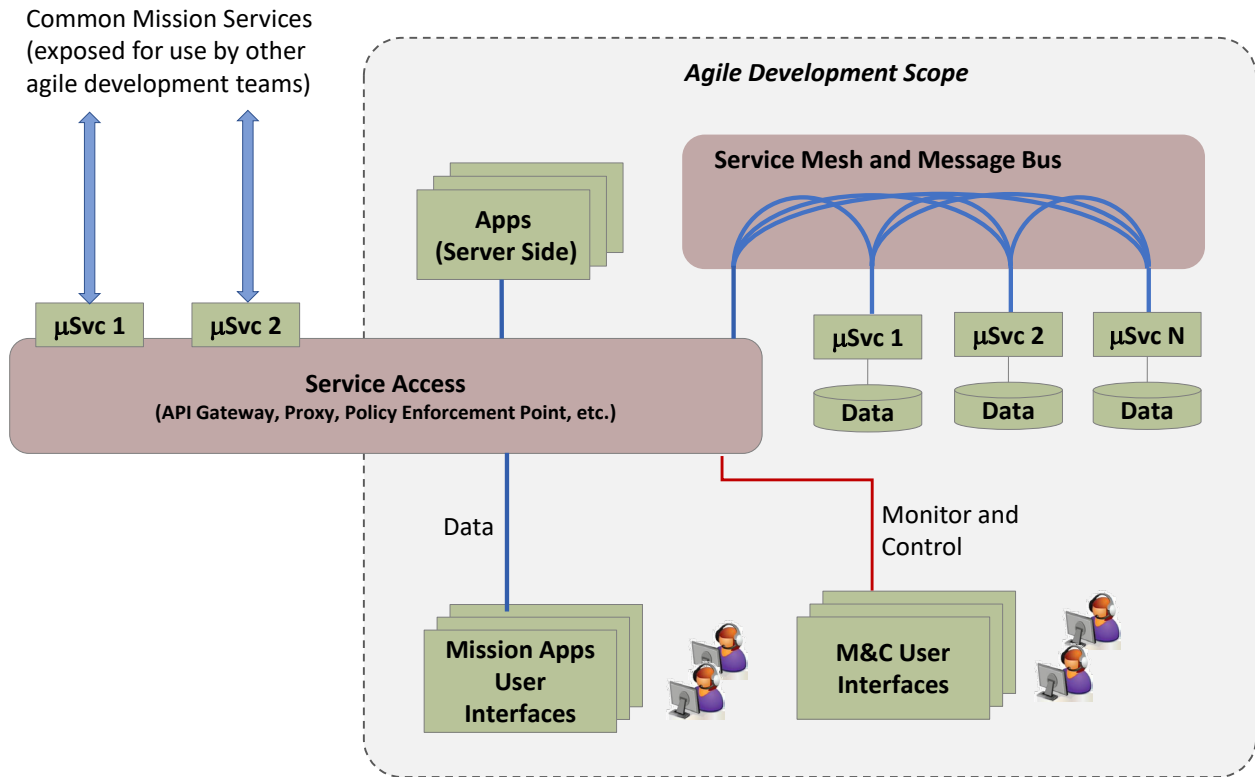 Common Mission Services
(exposed for use by other
agile development teams)
Agile Development Scope
Service Mesh and Message Bus
Apps
(Server Side)
μSvc 1
μSvc 2
μSvc 1
μSvc 2
μSvc N
Data
Data
Data
Service Access
(API Gateway, Proxy, Policy Enforcement Point, etc.)
Data
Monitor and
Control
Mission Apps
User
Interfaces
M&C User
Interfaces